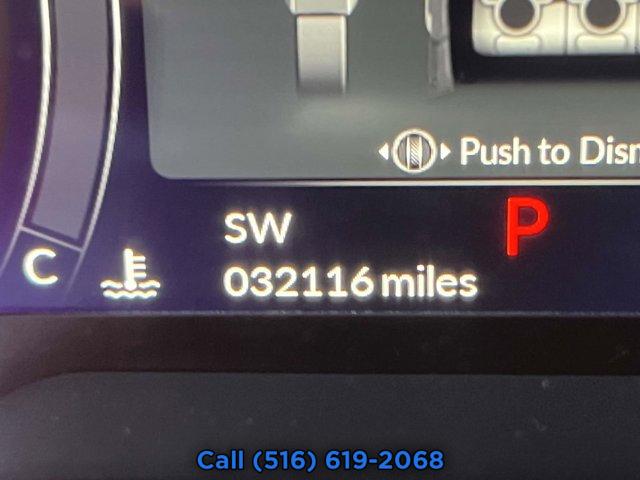 Push to Dism
SW
P
032116 miles
C
Call (516) 619-2068